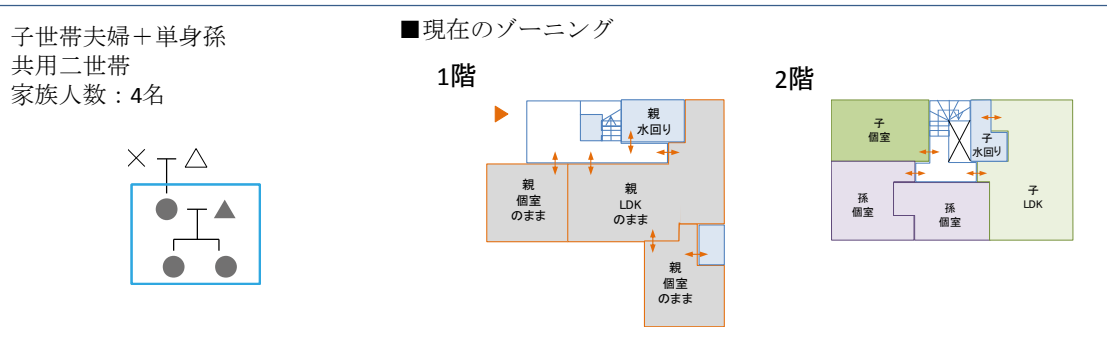 子世帯夫婦＋単身孫
共用二世帯
家族人数：4名
■現在のゾーニング
1階
親
水回り
親
個室
のまま
親
LDK
のまま
親
個室
のまま
2階
子
個室
子
水回り
孫
個室
孫
個室
子
LDK